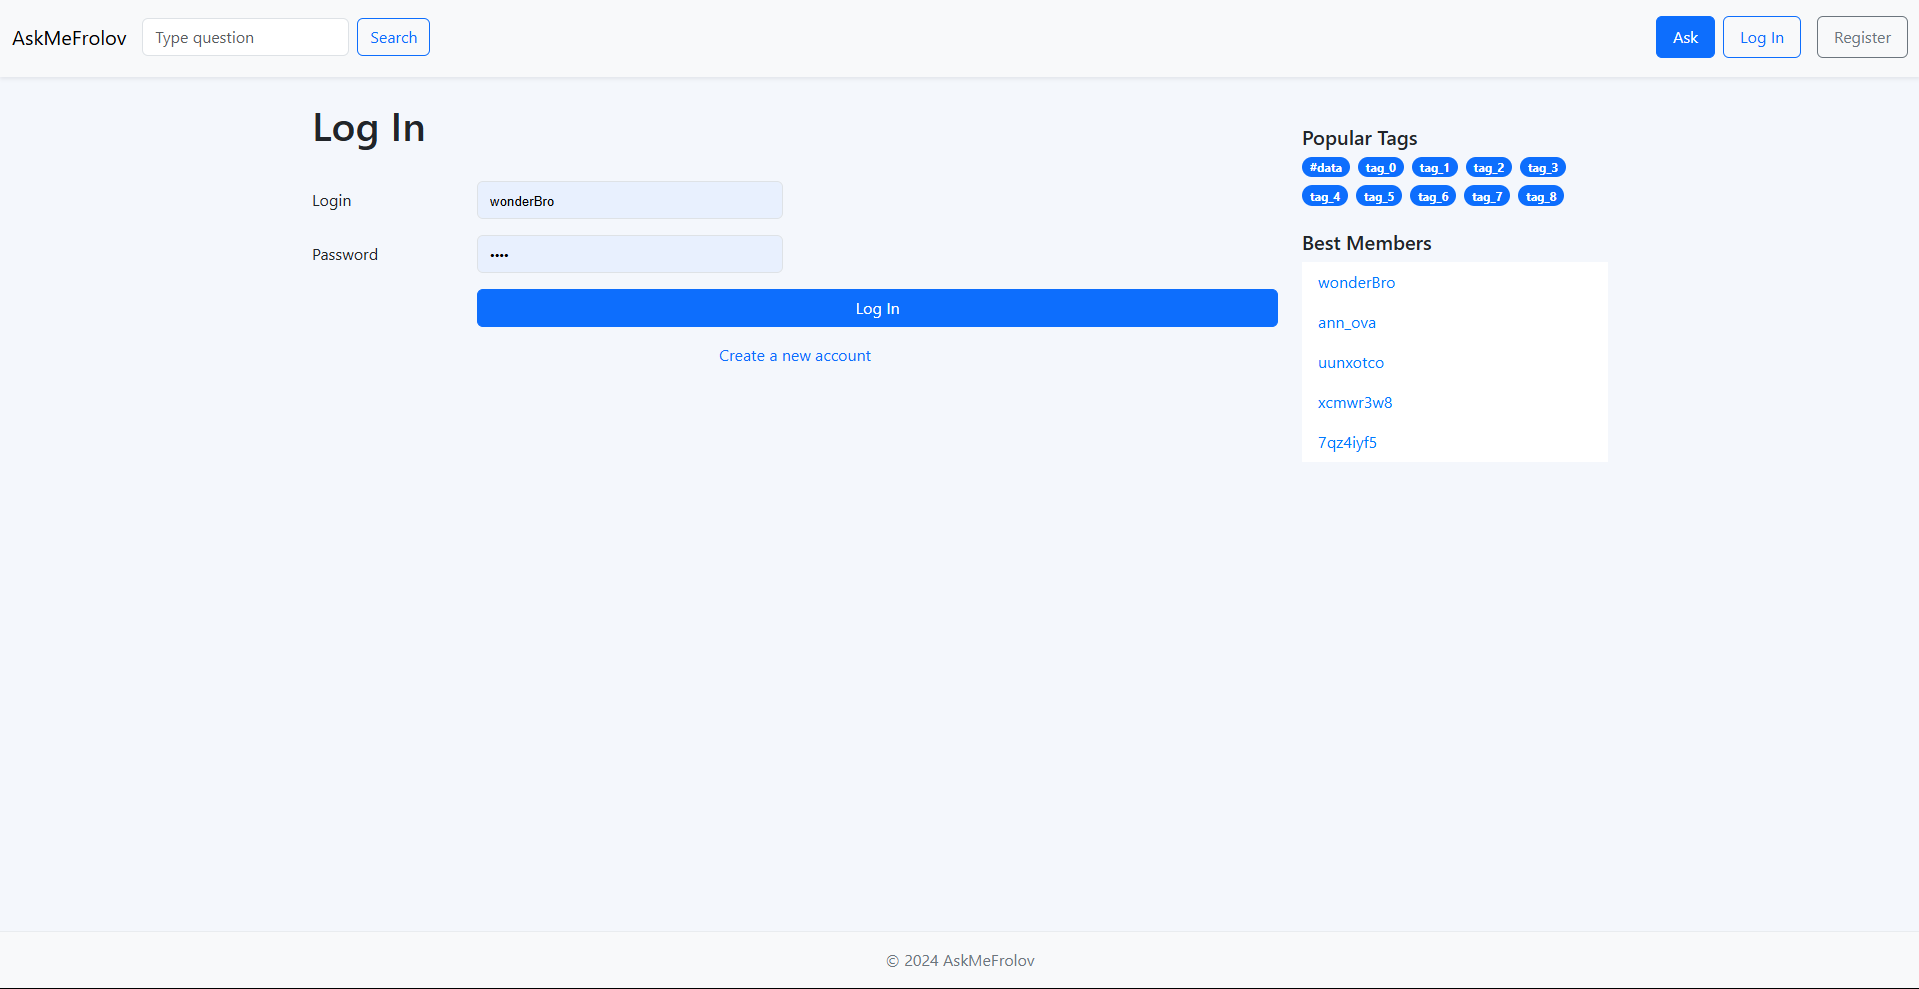 AskMeFrolov Type question Search Ask Log In Register
Log In
Login wonderBro
Password ••••
Log In
Create a new account
Popular Tags
#data tag_0 tag_1 tag_2 tag_3
tag_4 tag_5 tag_6 tag_7 tag_8
Best Members
wonderBro
ann_ova
uunxotco
xcmwr3w8
7qz4iyf5
© 2024 AskMeFrolov